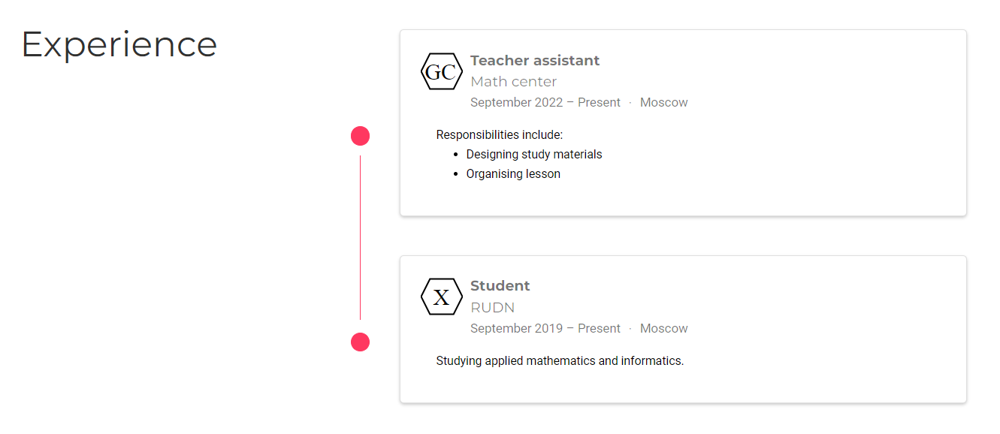 Experience
GC
Teacher assistant
Math center
September 2022 – Present · Moscow
Responsibilities include:
• Designing study materials
• Organising lesson
X
Student
RUDN
September 2019 – Present · Moscow
Studying applied mathematics and informatics.